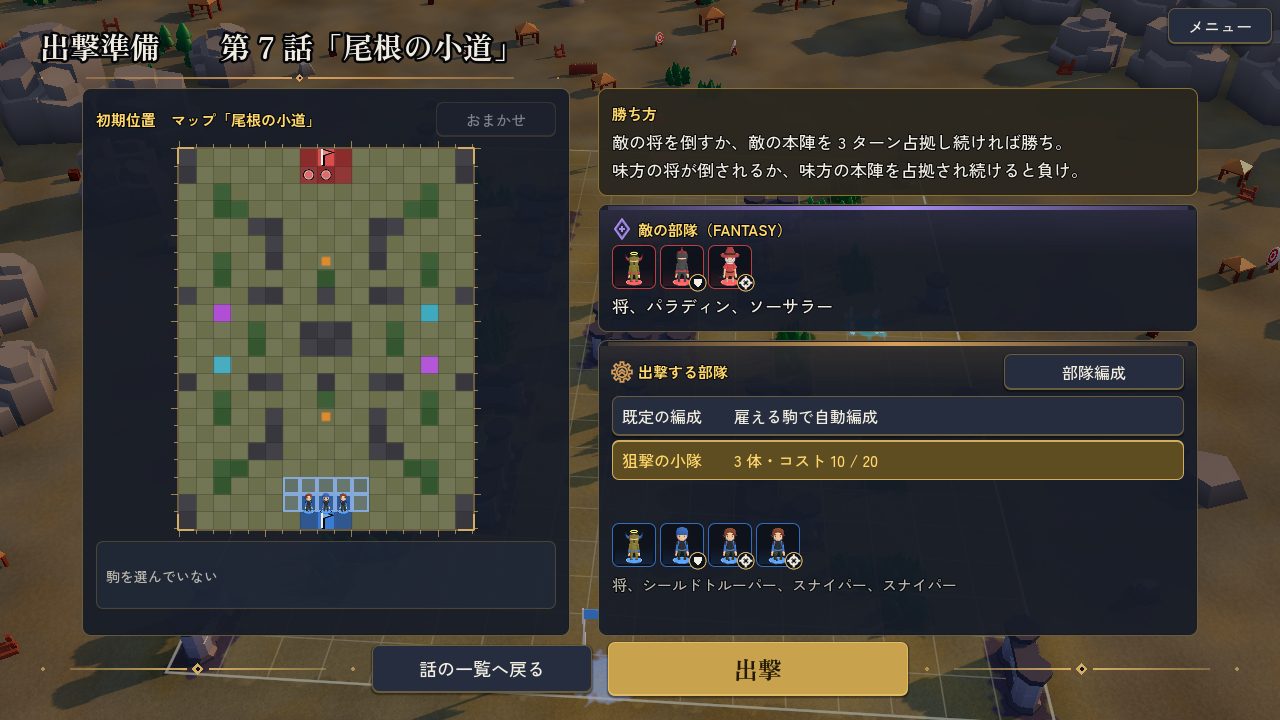 出撃準備　　第７話「尾根の小道」
メニュー
初期位置　マップ「尾根の小道」
おまかせ
駒を選んでいない
勝ち方
敵の将を倒すか、敵の本陣を 3 ターン占拠し続ければ勝ち。
味方の将が倒されるか、味方の本陣を占拠され続けると負け。
敵の部隊（FANTASY）
将、パラディン、ソーサラー
出撃する部隊
部隊編成
既定の編成　　雇える駒で自動編成
狙撃の小隊　　3 体・コスト 10 / 20
将、シールドトルーパー、スナイパー、スナイパー
話の一覧へ戻る
出撃